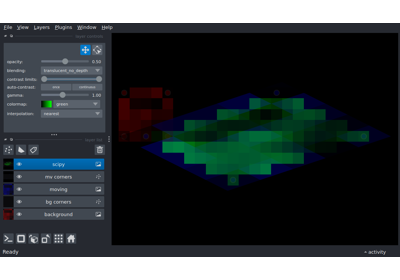 File View Layers Plugins Window Help
opacity: 0.50
blending: translucent_no_depth
contrast limits:
auto-contrast: once continuous
gamma: 1.00
colormap: green
interpolation: nearest
scipy
mv corners
moving
bg corners
background
Ready
activity